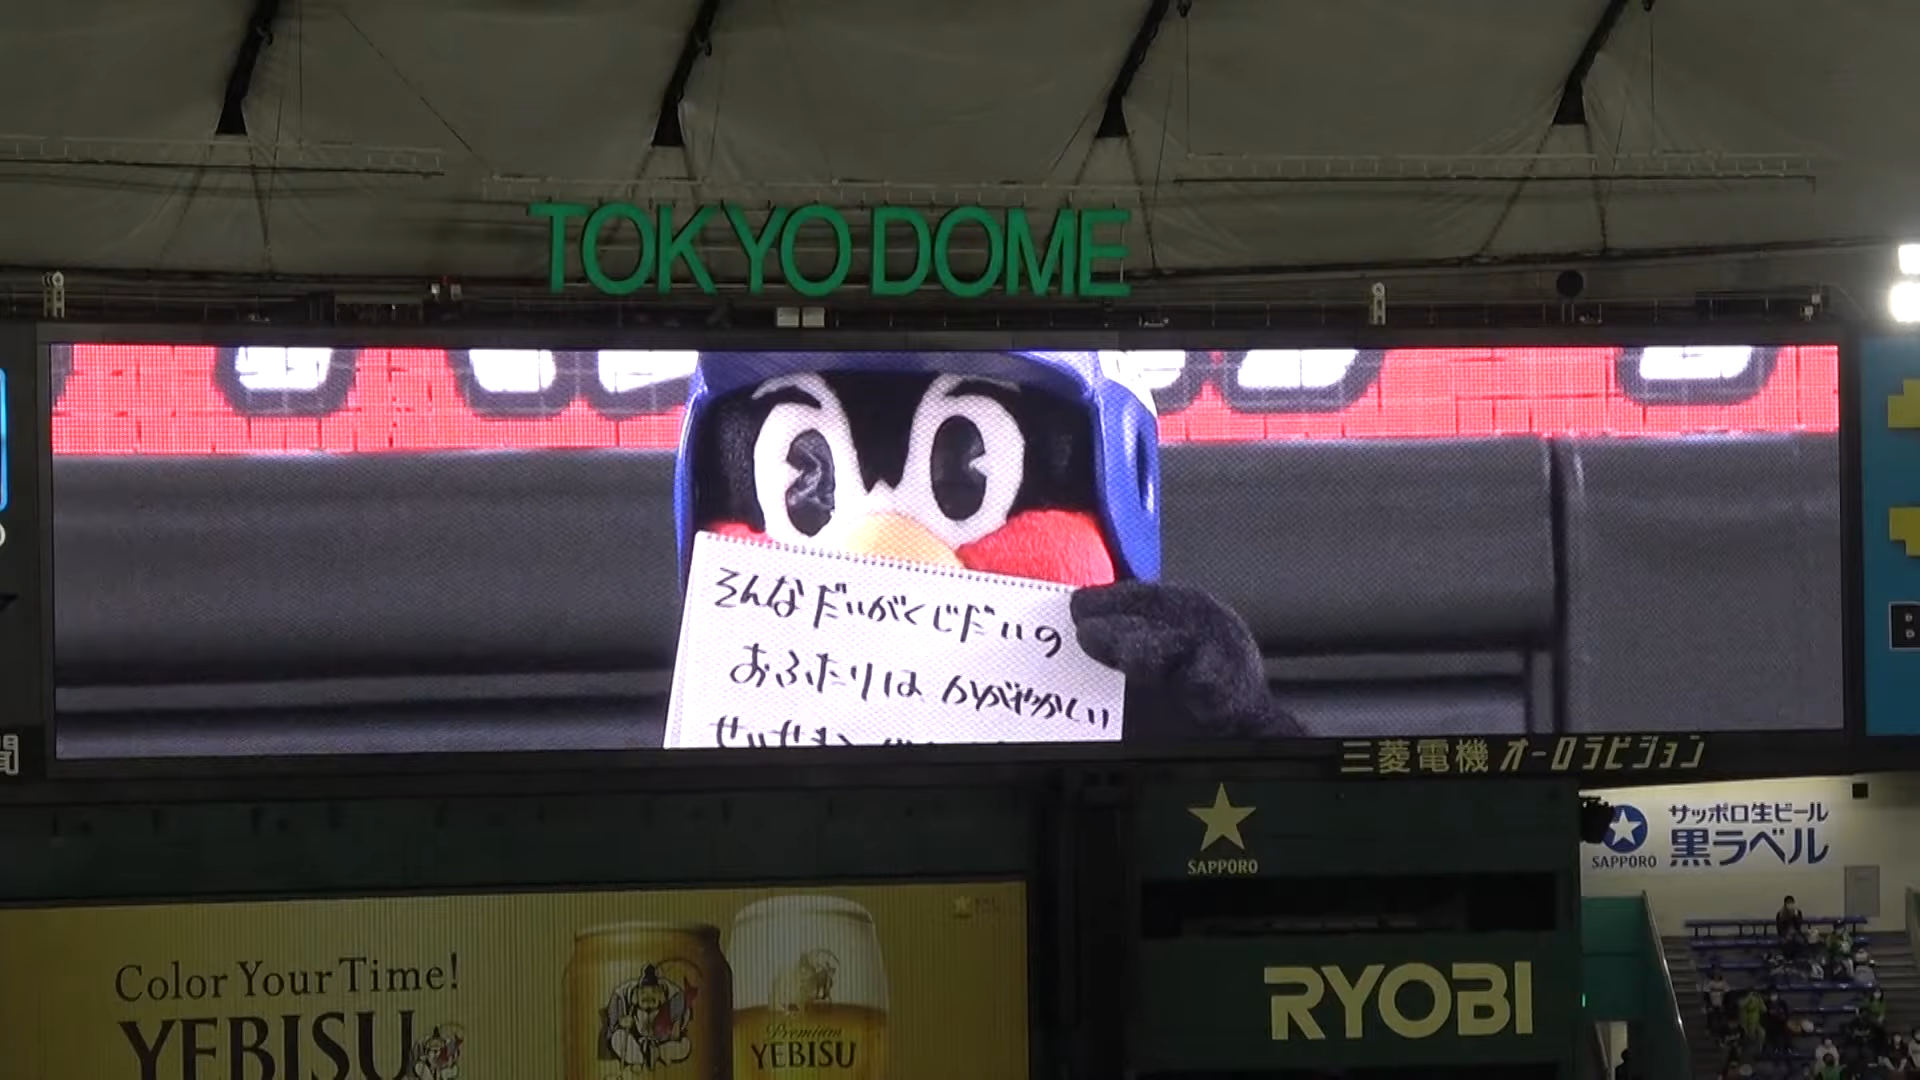 TOKYO DOME
そんなだいがくじだいの
おふたりは かがやかしい
三菱電機 オーロラビジョン
SAPPORO
SAPPORO
サッポロ生ビール
黒ラベル
Color Your Time!
YEBISU
Premium
YEBISU
RYOBI
聞